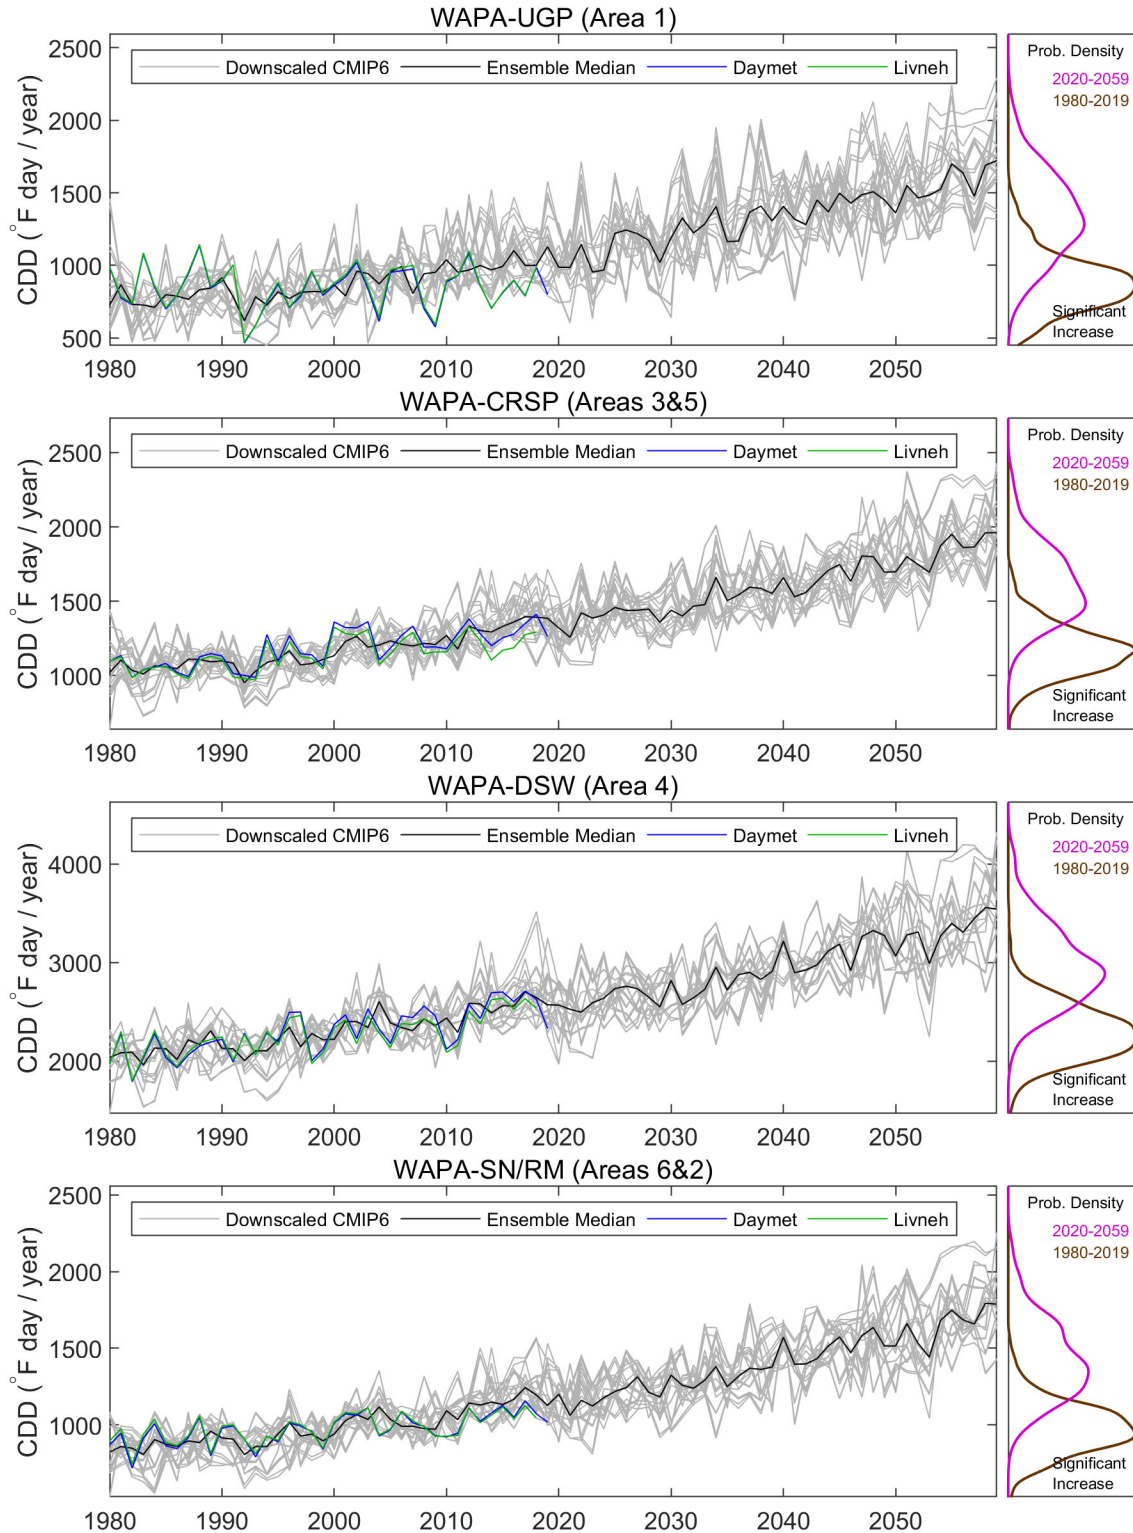 WAPA-UGP (Area 1)
CDD (°F day / year)
2500
2000
1500
1000
500
Downscaled CMIP6 Ensemble Median Daymet Livneh
1980 1990 2000 2010 2020 2030 2040 2050
Prob. Density
2020-2059
1980-2019
Significant
Increase
WAPA-CRSP (Areas 3&5)
CDD (°F day / year)
2500
2000
1500
1000
Downscaled CMIP6 Ensemble Median Daymet Livneh
1980 1990 2000 2010 2020 2030 2040 2050
Prob. Density
2020-2059
1980-2019
Significant
Increase
WAPA-DSW (Area 4)
CDD (°F day / year)
4000
3000
2000
Downscaled CMIP6 Ensemble Median Daymet Livneh
1980 1990 2000 2010 2020 2030 2040 2050
Prob. Density
2020-2059
1980-2019
Significant
Increase
WAPA-SN/RM (Areas 6&2)
CDD (°F day / year)
2500
2000
1500
1000
Downscaled CMIP6 Ensemble Median Daymet Livneh
1980 1990 2000 2010 2020 2030 2040 2050
Prob. Density
2020-2059
1980-2019
Significant
Increase